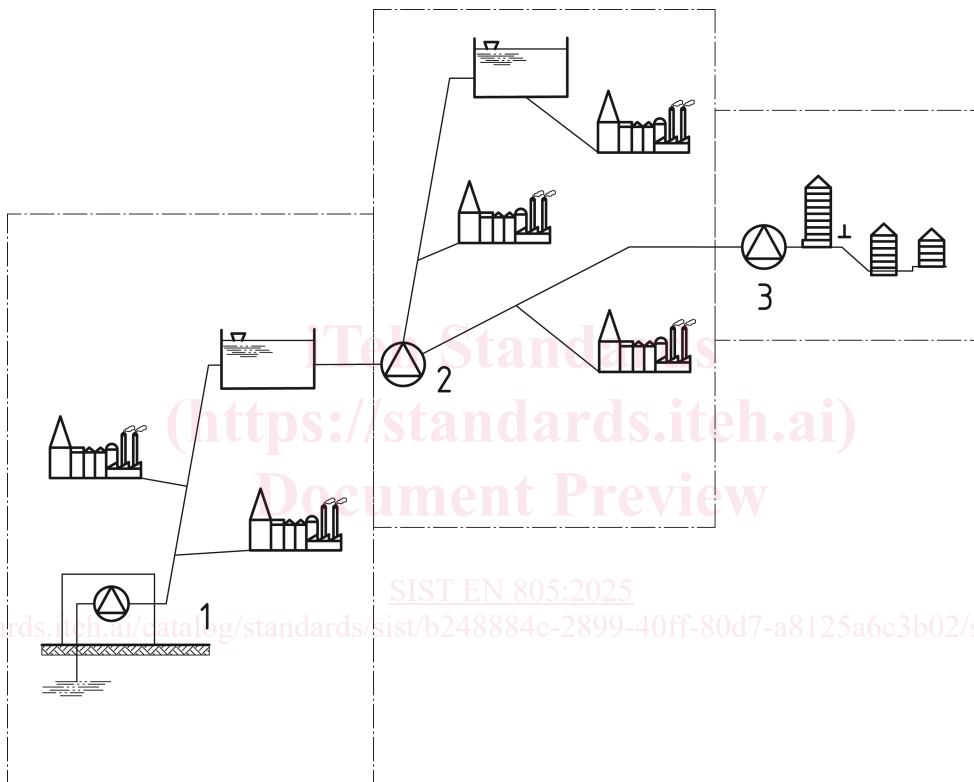 3
iTeh Standards
2
(https://standards.iteh.ai)
Document Preview
SIST EN 805:2025
1
rds.iteh.ai/catalog/standards/sist/b248884c-2899-40ff-80d7-a8125a6c3b02/s